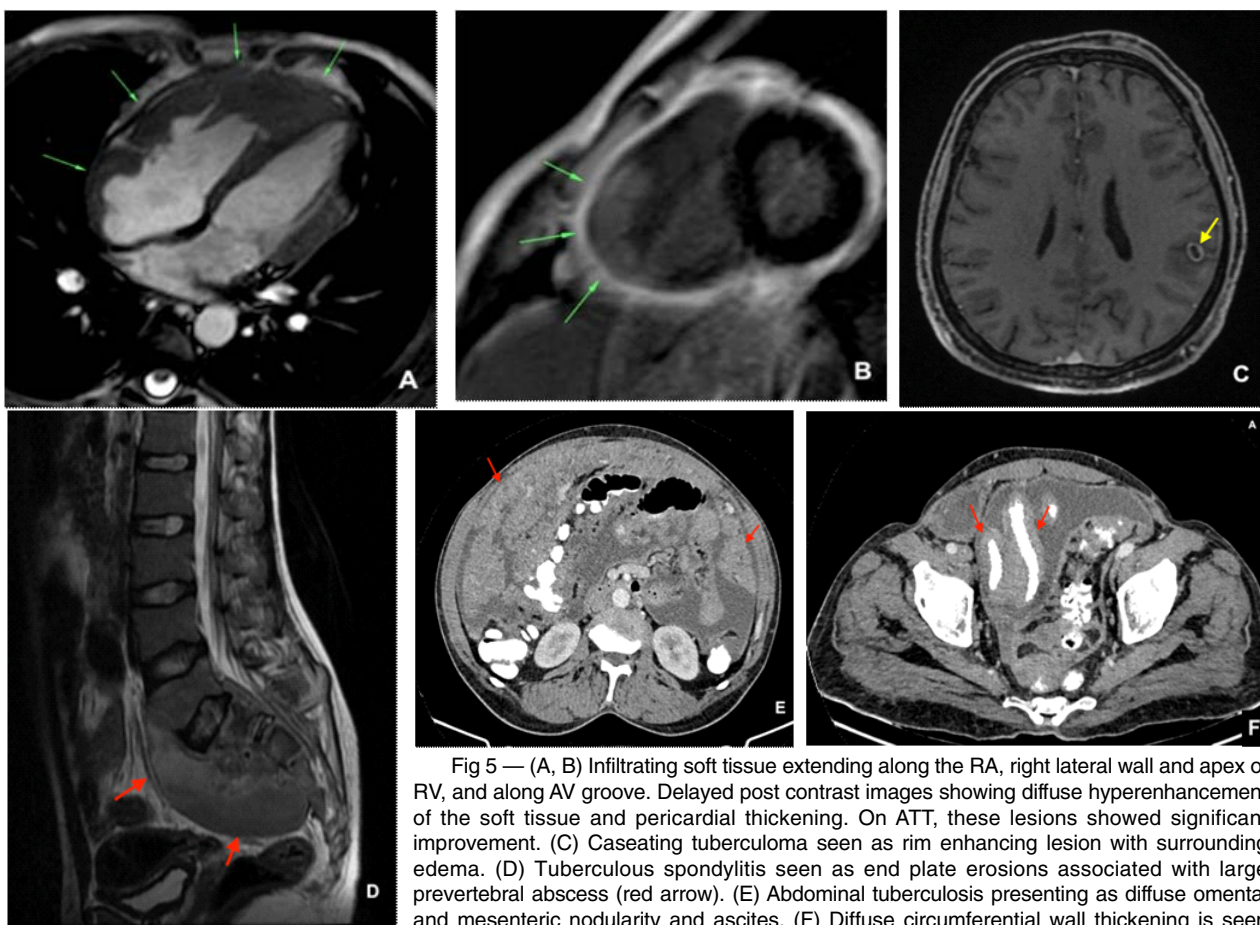 A
B
C
D
E
A
F
Fig 5 — (A, B) Infiltrating soft tissue extending along the RA, right lateral wall and apex o
RV, and along AV groove. Delayed post contrast images showing diffuse hyperenhancemen
of the soft tissue and pericardial thickening. On ATT, these lesions showed significan
improvement. (C) Caseating tuberculoma seen as rim enhancing lesion with surrounding
edema. (D) Tuberculous spondylitis seen as end plate erosions associated with large
prevertebral abscess (red arrow). (E) Abdominal tuberculosis presenting as diffuse omenta
and mesenteric nodularity and ascites. (F) Diffuse circumferential wall thickening is seen